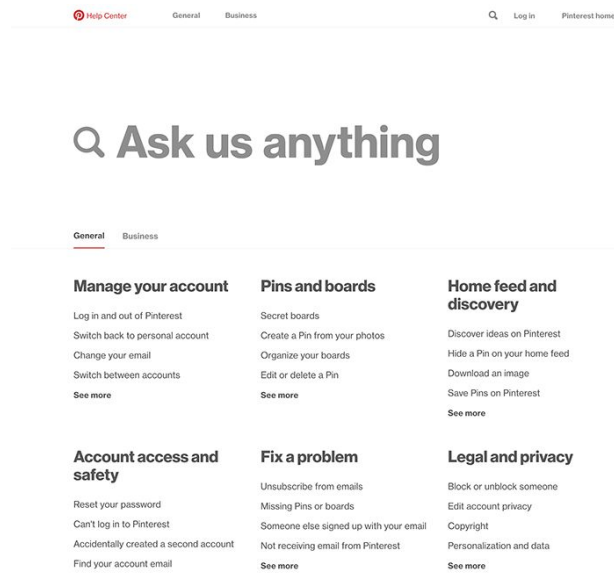 Help Center
General
Business
Log in
Pinterest home
Ask us anything
General
Business
Manage your account
Log in and out of Pinterest
Switch back to personal account
Change your email
Switch between accounts
See more
Pins and boards
Secret boards
Create a Pin from your photos
Organize your boards
Edit or delete a Pin
See more
Home feed and
discovery
Discover ideas on Pinterest
Hide a Pin on your home feed
Download an image
Save Pins on Pinterest
See more
Account access and
safety
Reset your password
Can't log in to Pinterest
Accidentally created a second account
Find your account email
Fix a problem
Unsubscribe from emails
Missing Pins or boards
Someone else signed up with your email
Not receiving email from Pinterest
See more
Legal and privacy
Block or unblock someone
Edit account privacy
Copyright
Personalization and data
See more